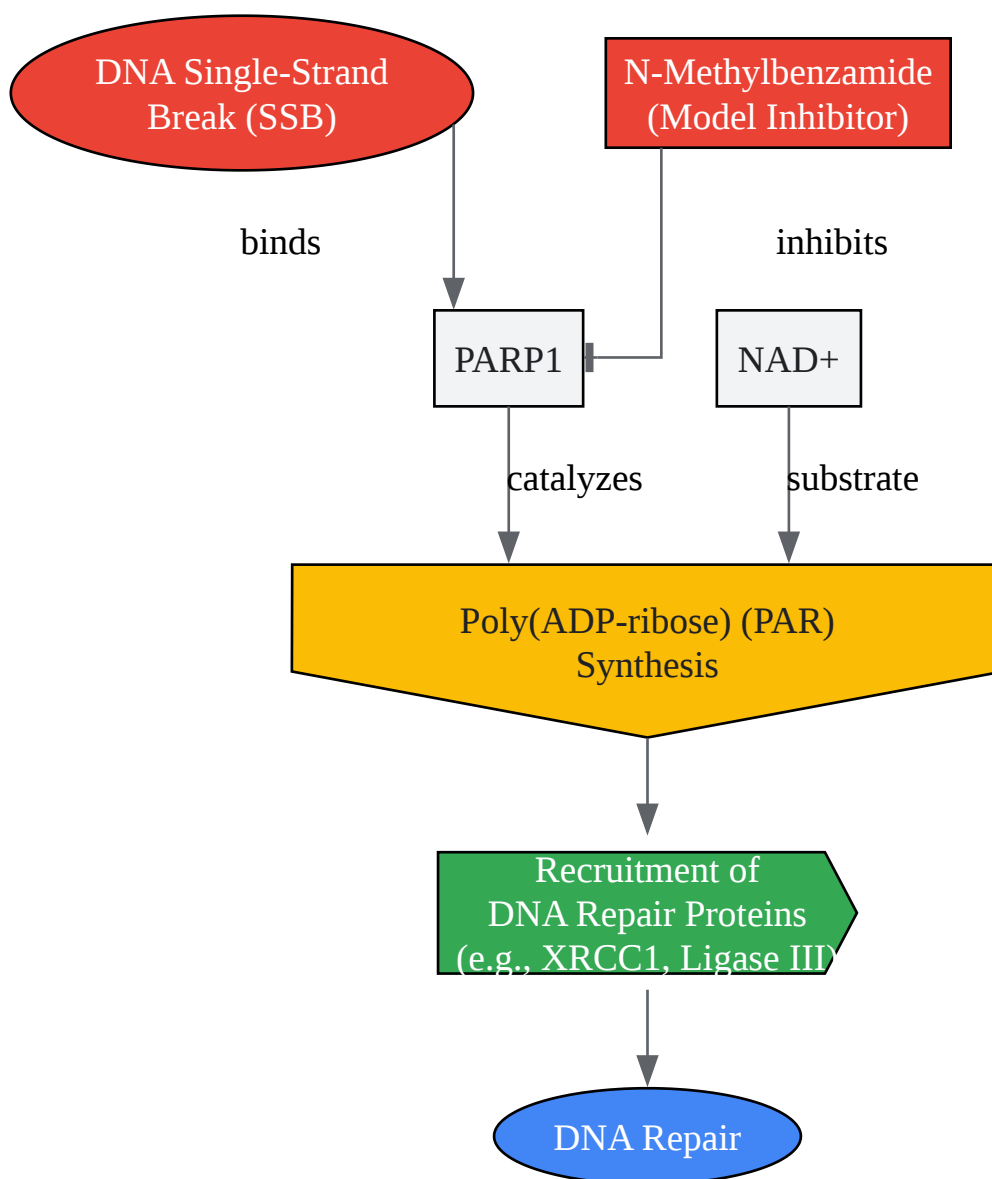 DNA Single-Strand
Break (SSB)
N-Methylbenzamide
(Model Inhibitor)
binds
inhibits
PARP1
NAD+
catalyzes
substrate
Poly(ADP-ribose) (PAR)
Synthesis
Recruitment of
DNA Repair Proteins
(e.g., XRCC1, Ligase III)
DNA Repair